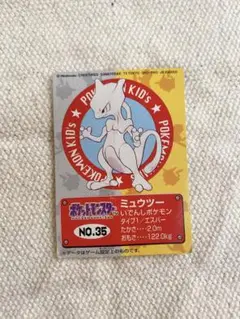 POKEMON KID's
POKEMON KID's
ポケットモンスター
NO.35
ミュウツー
いでんしポケモン
タイプ1/エスパー
たかさ…2.0m
おもさ…122.0kg